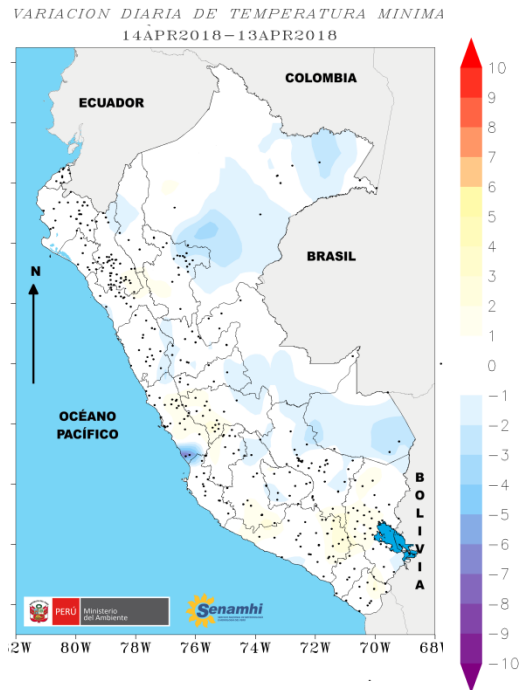 VARIACION DIARIA DE TEMPERATURA MINIMA
14APR2018-13APR2018
COLOMBIA
ECUADOR
BRASIL
N
OCÉANO
PACÍFICO
BOLIVIA
PERÚ
Ministerio
del Ambiente
Senamhi
80W
78W
76W
74W
72W
70W
68W
10
9
8
7
6
5
4
3
2
1
0
-1
-2
-3
-4
-5
-6
-7
-8
-9
-10